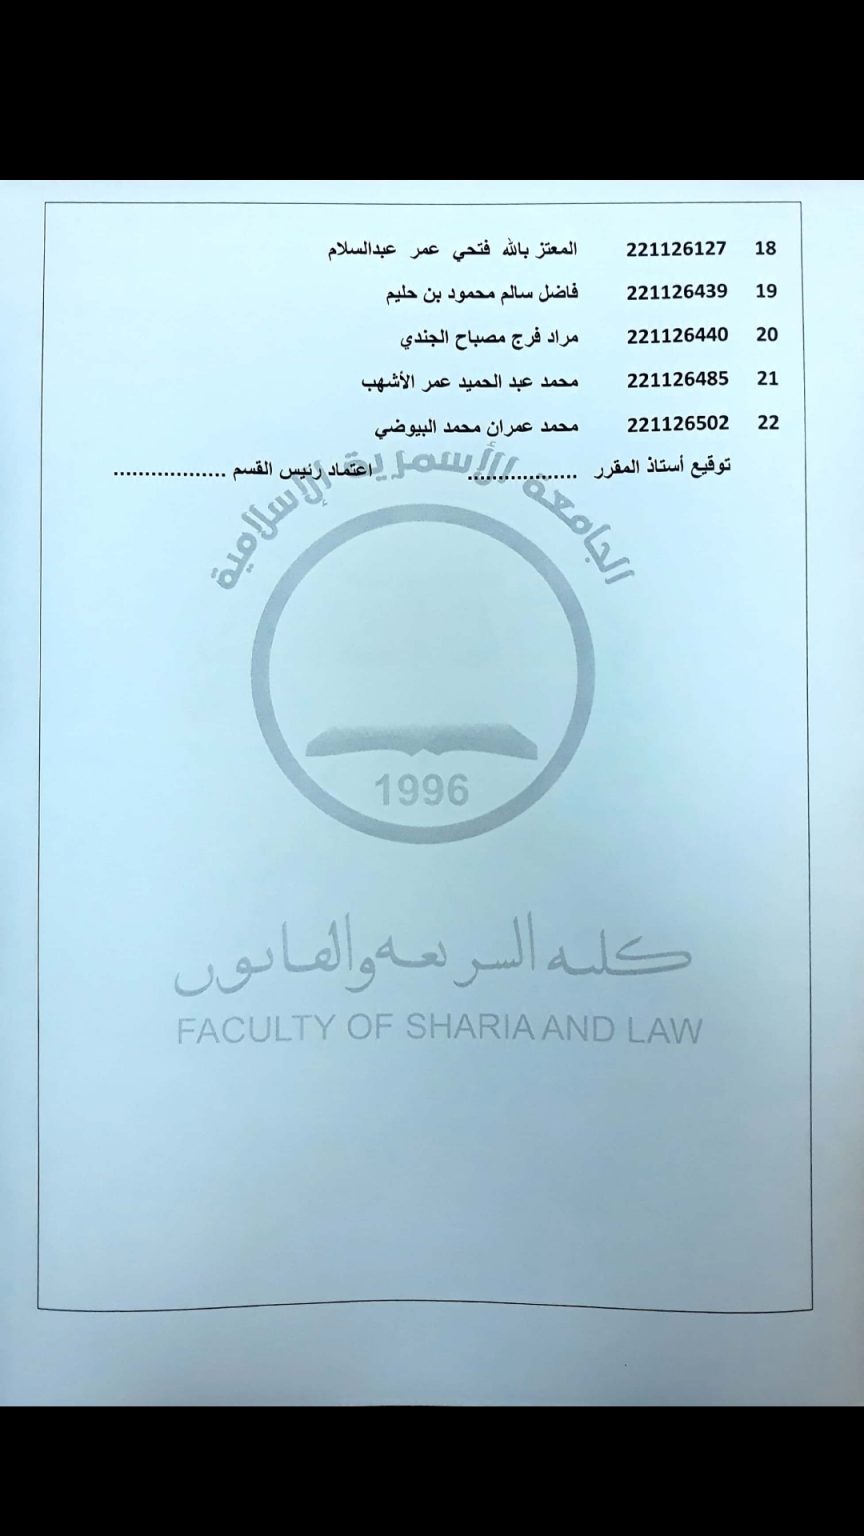 18 221126127 المعتز بالله فتحي عمر عبدالسلام
19 221126439 فاضل سالم محمود بن حليم
20 221126440 مراد فرج مصباح الجندي
21 221126485 محمد عبد الحميد عمر الأشهب
22 221126502 محمد عمران محمد البيوضي
توقيع أستاذ المقرر .................. اعتماد رئيس القسم ..................
الجامعة الأسمرية الإسلامية
1996
كلية الشريعة والقانون
FACULTY OF SHARIA AND LAW